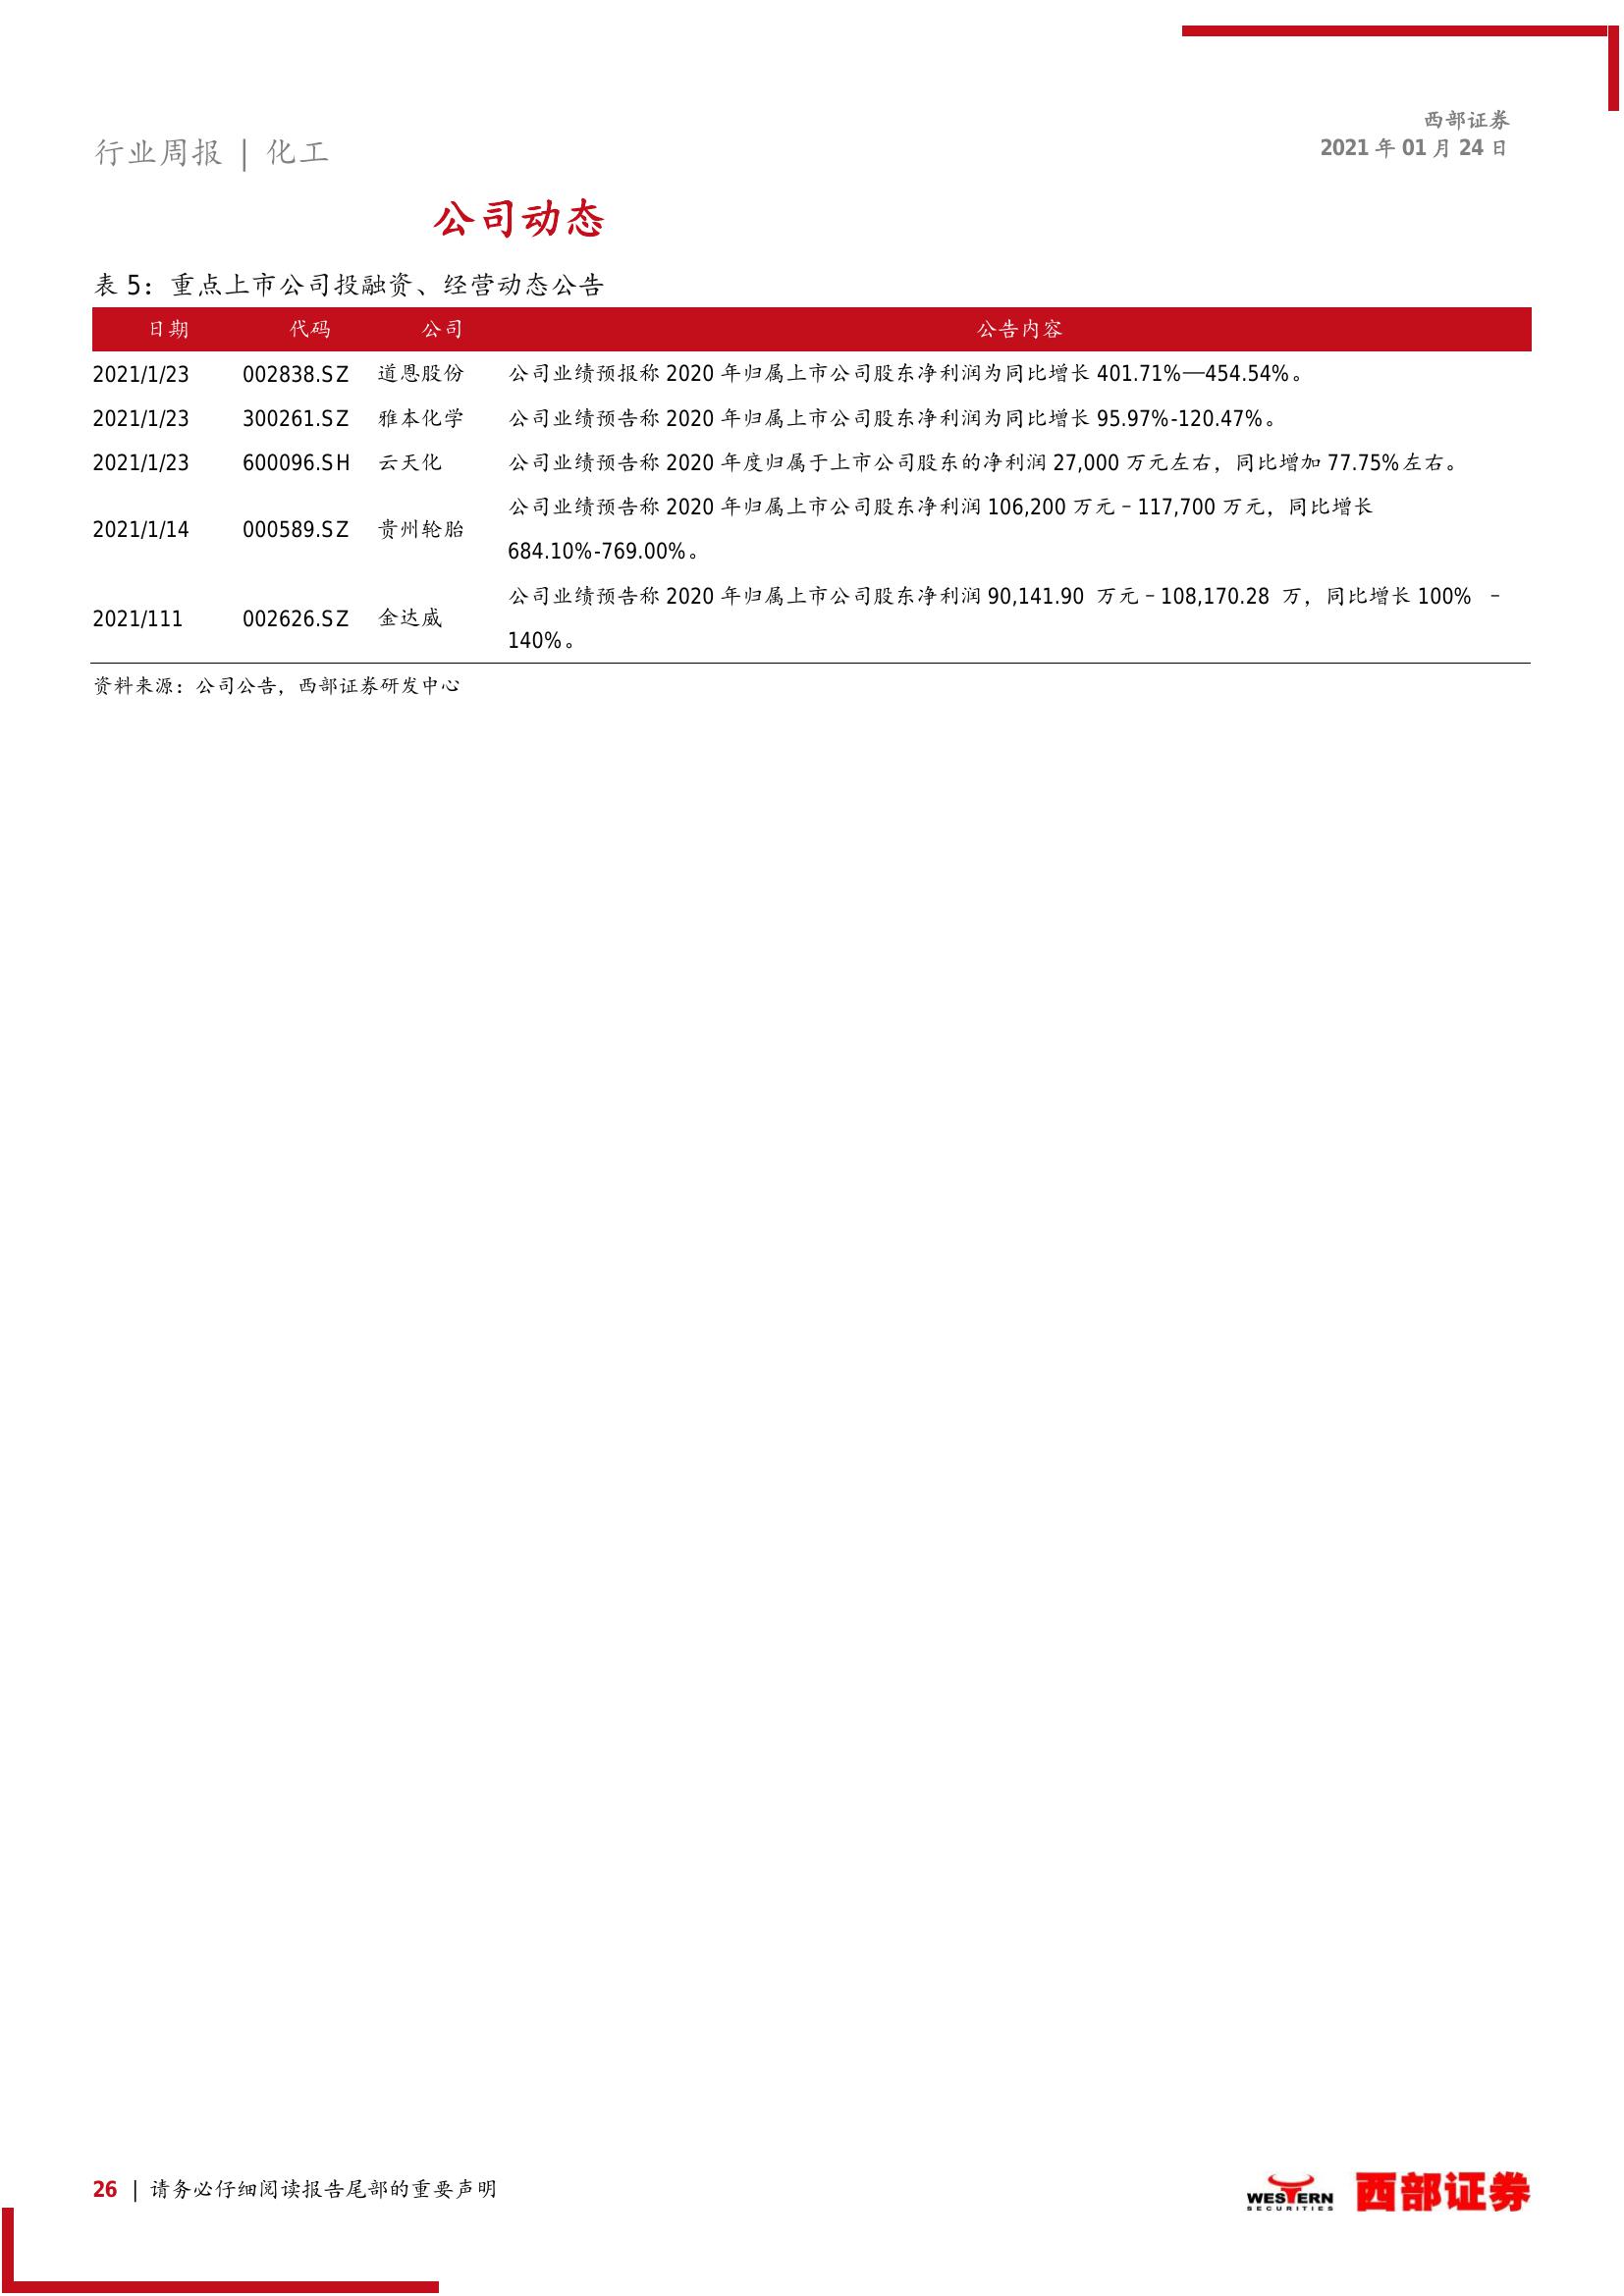 西部证券
2021 年 01 月 24 日
行业周报 | 化工
公司动态
表 5：重点上市公司投融资、经营动态公告
日期 代码 公司 公告内容
2021/1/23 002838.SZ 道恩股份 公司业绩预报称 2020 年归属上市公司股东净利润为同比增长 401.71%—454.54%。
2021/1/23 300261.SZ 雅本化学 公司业绩预告称 2020 年归属上市公司股东净利润为同比增长 95.97%-120.47%。
2021/1/23 600096.SH 云天化 公司业绩预告称 2020 年度归属于上市公司股东的净利润 27,000 万元左右，同比增加 77.75%左右。
2021/1/14 000589.SZ 贵州轮胎 公司业绩预告称 2020 年归属上市公司股东净利润 106,200 万元–117,700 万元，同比增长
684.10%-769.00%。
2021/111 002626.SZ 金达威 公司业绩预告称 2020 年归属上市公司股东净利润 90,141.90 万元–108,170.28 万，同比增长 100% –
140%。
资料来源：公司公告，西部证券研发中心
26 | 请务必仔细阅读报告尾部的重要声明
WESTERN
SECURITIES
西部证券